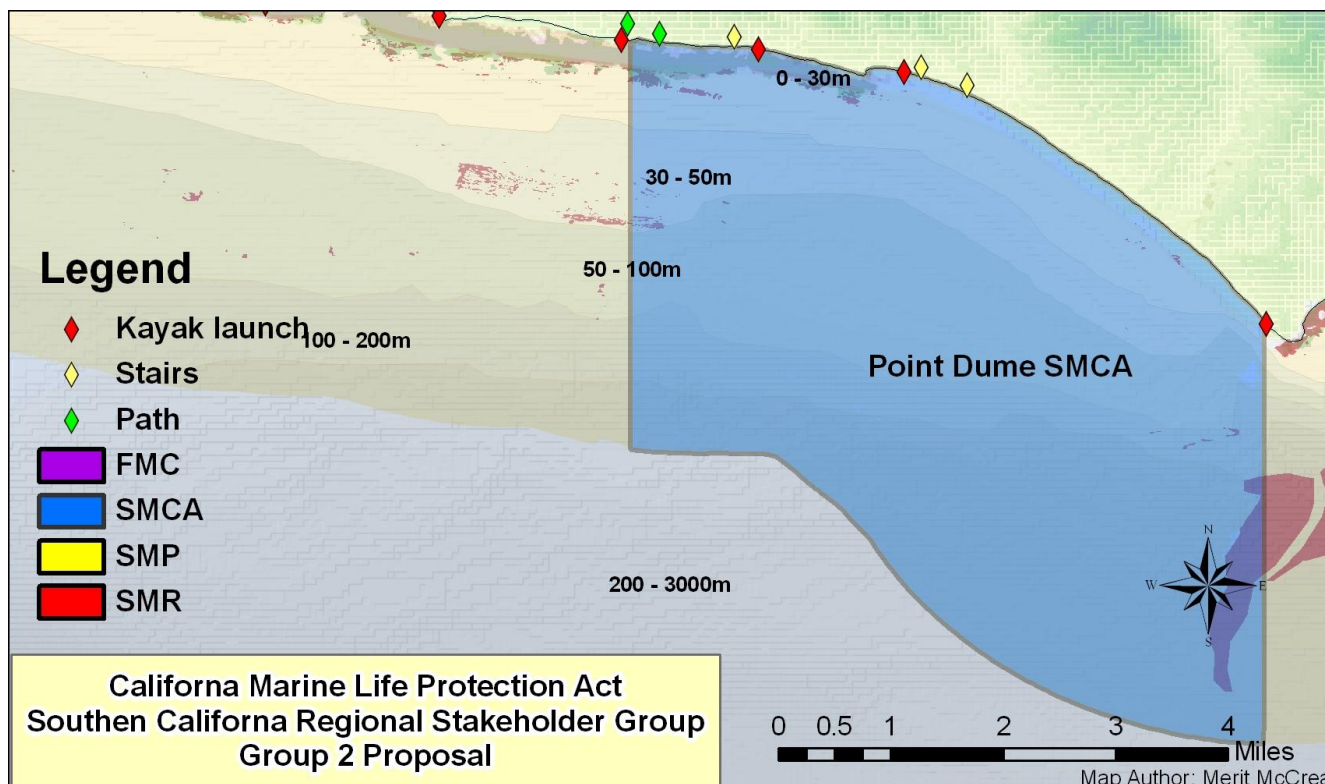 0 - 30m
30 - 50m
50 - 100m
Legend
Kayak launch
100 - 200m
Stairs
Path
FMC
SMCA
SMP
SMR
Point Dume SMCA
200 - 3000m
N
W
E
S
Californa Marine Life Protection Act
Southen Californa Regional Stakeholder Group
Group 2 Proposal
0 0.5 1 2 3 4
Miles
Map Author: Merit McCrea